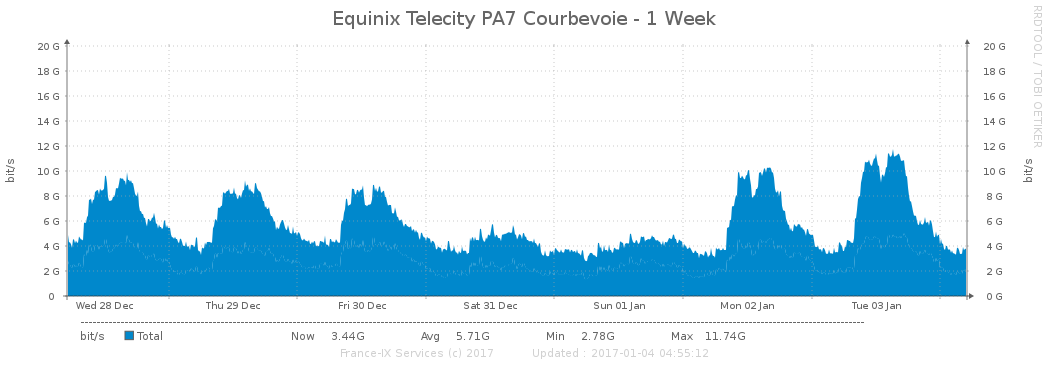 Equinix Telecity PA7 Courbevoie - 1 Week
RRDTOOL / TOBI OETIKER
20 G 20 G
18 G 18 G
16 G 16 G
14 G 14 G
12 G 12 G
10 G 10 G
8 G 8 G
6 G 6 G
4 G 4 G
2 G 2 G
0 0 G
bit/s bit/s
Wed 28 Dec Thu 29 Dec Fri 30 Dec Sat 31 Dec Sun 01 Jan Mon 02 Jan Tue 03 Jan
bit/s Total Now 3.44G Avg 5.71G Min 2.78G Max 11.74G
France-IX Services (c) 2017 Updated : 2017-01-04 04:55:12